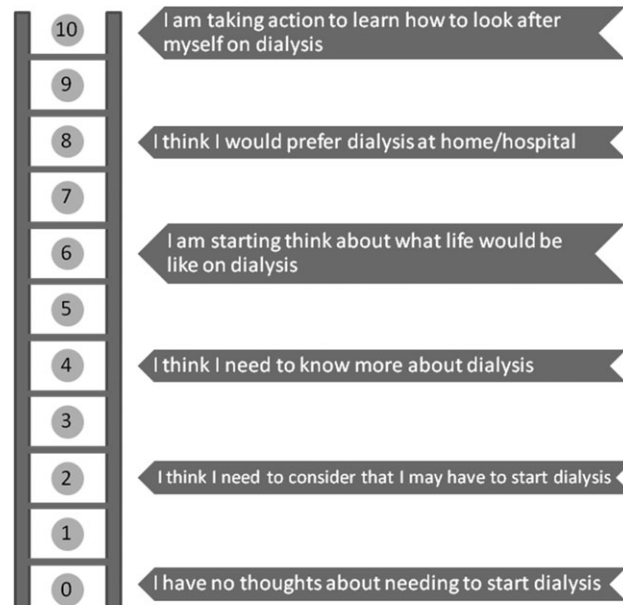 10
I am taking action to learn how to look after
myself on dialysis
9
8
I think I would prefer dialysis at home/hospital
7
6
I am starting think about what life would be
like on dialysis
5
4
I think I need to know more about dialysis
3
2
I think I need to consider that I may have to start dialysis
1
0
I have no thoughts about needing to start dialysis